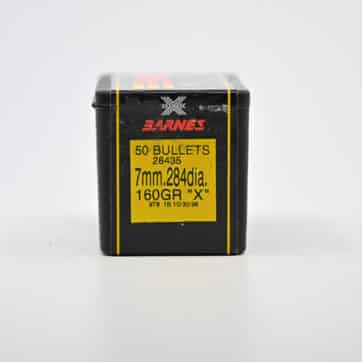 X
BARNES
50 BULLETS
28435
7mm.284dia.
160GR "X"